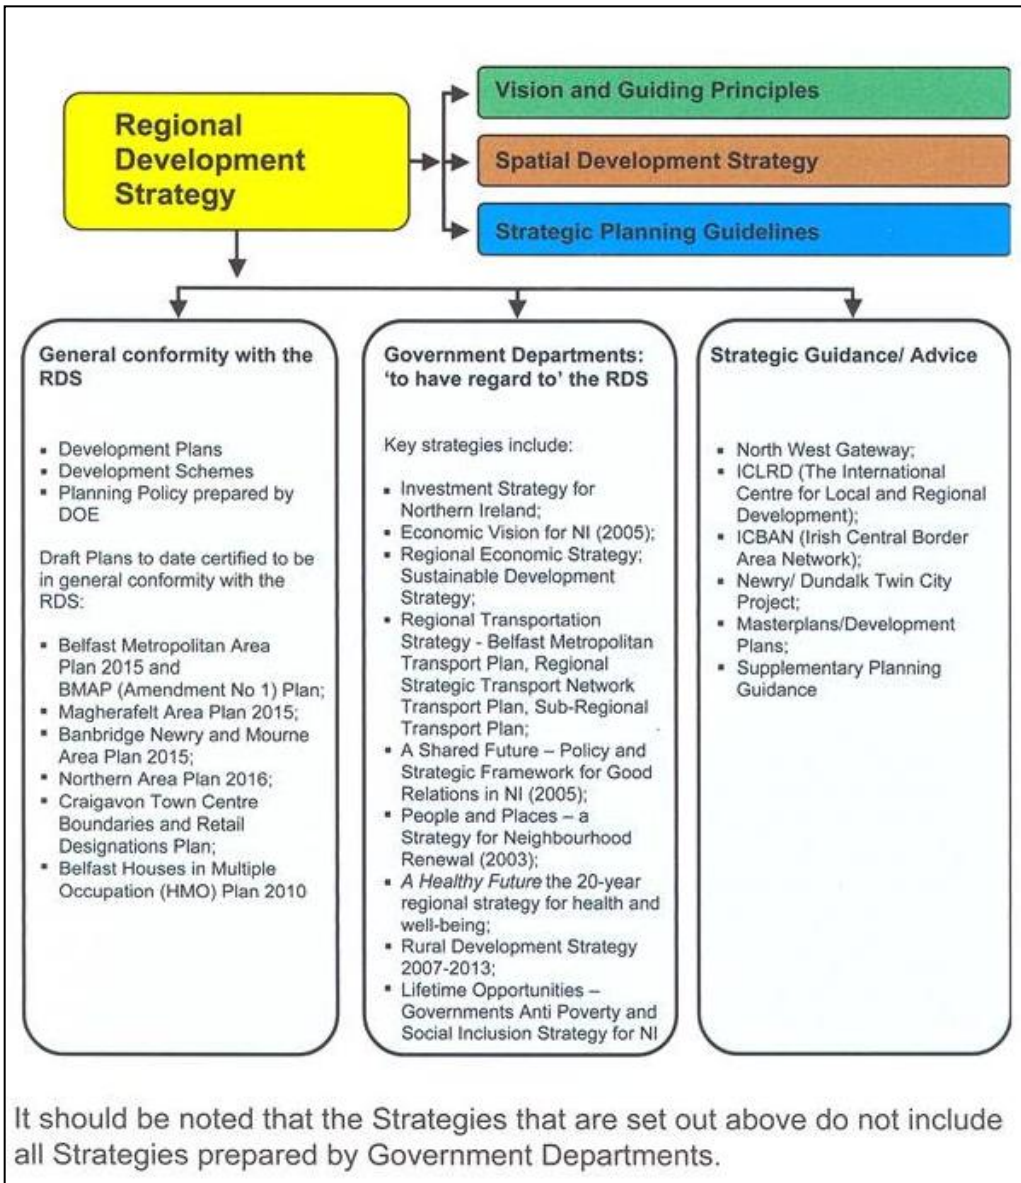 Regional
Development
Strategy
Vision and Guiding Principles
Spatial Development Strategy
Strategic Planning Guidelines
General conformity with the
RDS
▪ Development Plans
▪ Development Schemes
▪ Planning Policy prepared by
DOE
Draft Plans to date certified to be
in general conformity with the
RDS:
▪ Belfast Metropolitan Area
Plan 2015 and
BMAP (Amendment No 1) Plan;
▪ Magherafelt Area Plan 2015;
▪ Banbridge Newry and Mourne
Area Plan 2015;
▪ Northern Area Plan 2016;
▪ Craigavon Town Centre
Boundaries and Retail
Designations Plan;
▪ Belfast Houses in Multiple
Occupation (HMO) Plan 2010
Government Departments:
'to have regard to' the RDS
Key strategies include:
▪ Investment Strategy for
Northern Ireland;
▪ Economic Vision for NI (2005);
▪ Regional Economic Strategy;
Sustainable Development
Strategy;
▪ Regional Transportation
Strategy - Belfast Metropolitan
Transport Plan, Regional
Strategic Transport Network
Transport Plan, Sub-Regional
Transport Plan;
▪ A Shared Future – Policy and
Strategic Framework for Good
Relations in NI (2005);
▪ People and Places – a
Strategy for Neighbourhood
Renewal (2003);
▪ A Healthy Future the 20-year
regional strategy for health and
well-being;
▪ Rural Development Strategy
2007-2013;
▪ Lifetime Opportunities –
Governments Anti Poverty and
Social Inclusion Strategy for NI
Strategic Guidance/ Advice
▪ North West Gateway;
▪ ICLRD (The International
Centre for Local and Regional
Development);
▪ ICBAN (Irish Central Border
Area Network);
▪ Newry/ Dundalk Twin City
Project;
▪ Masterplans/Development
Plans;
▪ Supplementary Planning
Guidance
It should be noted that the Strategies that are set out above do not include
all Strategies prepared by Government Departments.